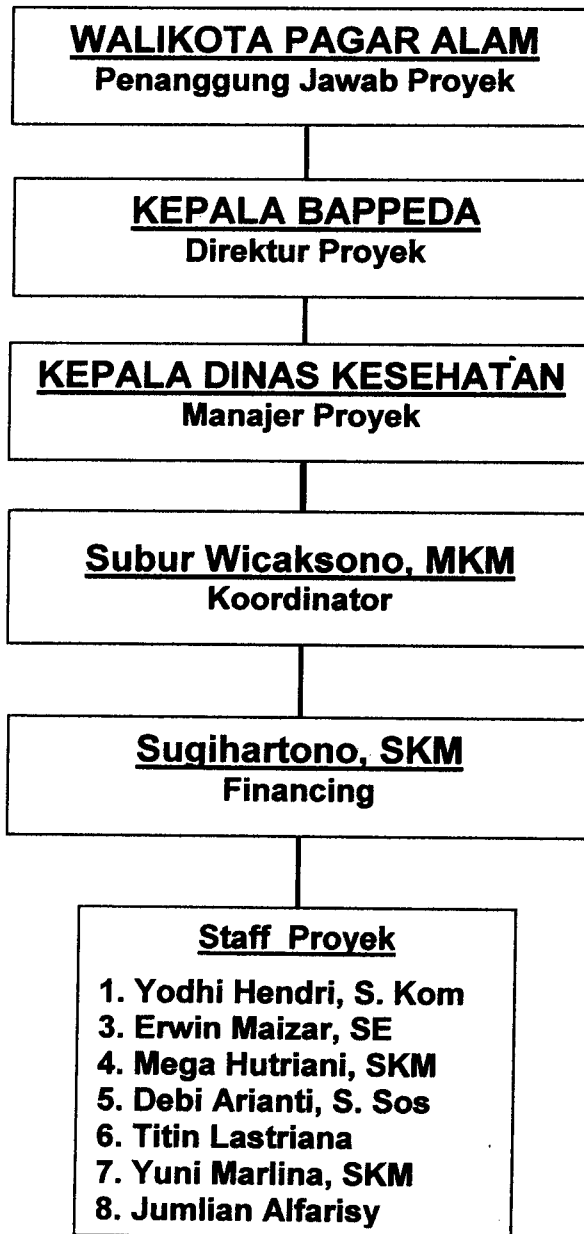 WALIKOTA PAGAR ALAM
Penanggung Jawab Proyek
KEPALA BAPPEDA
Direktur Proyek
KEPALA DINAS KESEHATAN
Manajer Proyek
Subur Wicaksono, MKM
Koordinator
Sugihartono, SKM
Financing
Staff Proyek
1. Yodhi Hendri, S. Kom
3. Erwin Maizar, SE
4. Mega Hutriani, SKM
5. Debi Arianti, S. Sos
6. Titin Lastriana
7. Yuni Marlina, SKM
8. Jumlian Alfarisy